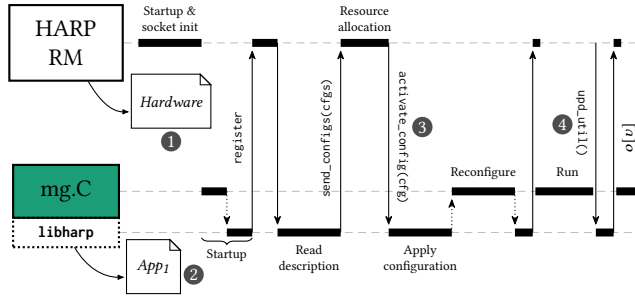 HARP
RM
Startup &
socket init
Resource
allocation
Hardware
1
register
send_configs(cfgs)
activate_config(cfg)
3
4
upd_util()
o[u]
mg.C
libharp
Reconfigure
Run
Startup
Read
description
Apply
configuration
App1
2